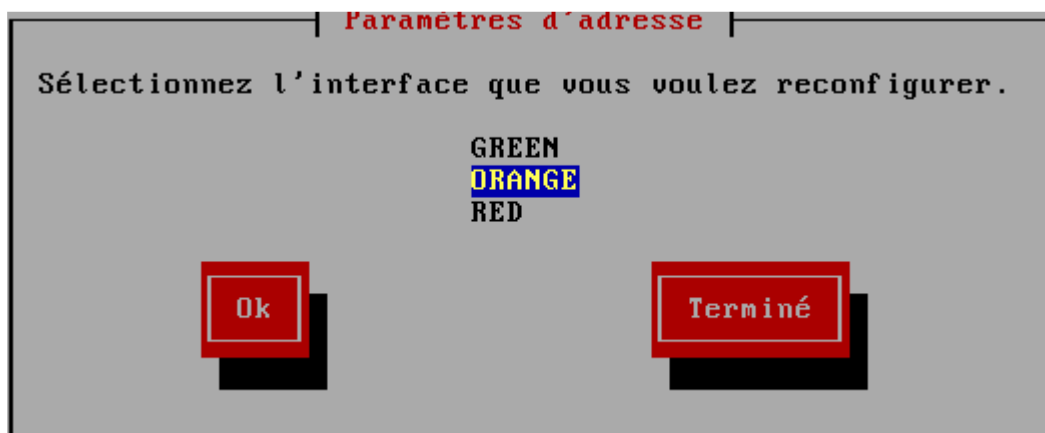 Paramètres d'adresse
Sélectionnez l'interface que vous voulez reconfigurer.
GREEN
ORANGE
RED
Ok
Terminé